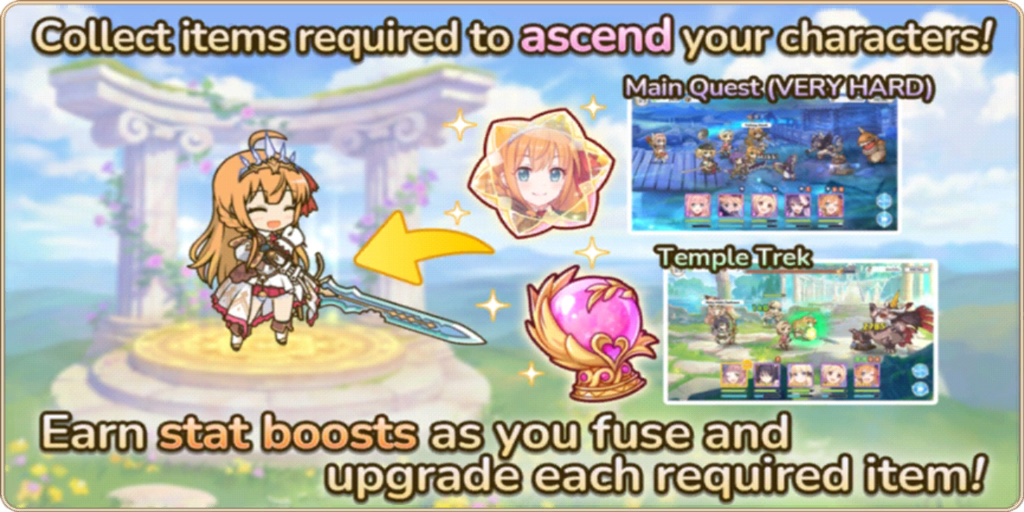 Collect items required to ascend your characters!
Main Quest (VERY HARD)
Temple Trek
Earn stat boosts as you fuse and
upgrade each required item!